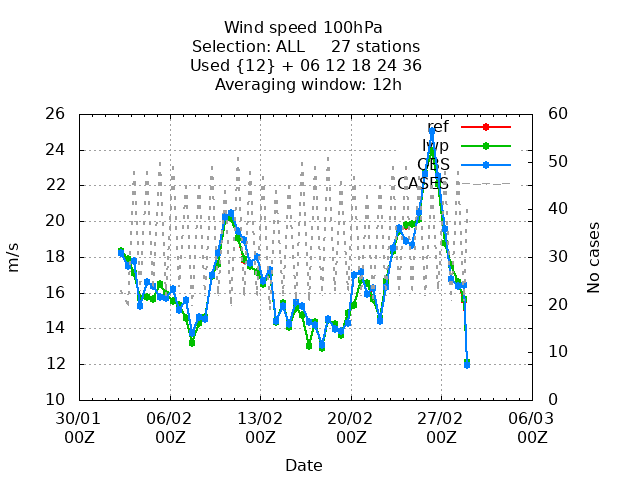 Wind speed 100hPa
Selection: ALL 27 stations
Used {12} + 06 12 18 24 36
Averaging window: 12h
26
24
22
20
18
16
14
12
10
60
50
40
30
20
10
0
m/s
No cases
ref
lwp
OBS
CASES
30/01 06/02 13/02 20/02 27/02 06/03
00Z 00Z 00Z 00Z 00Z 00Z
Date